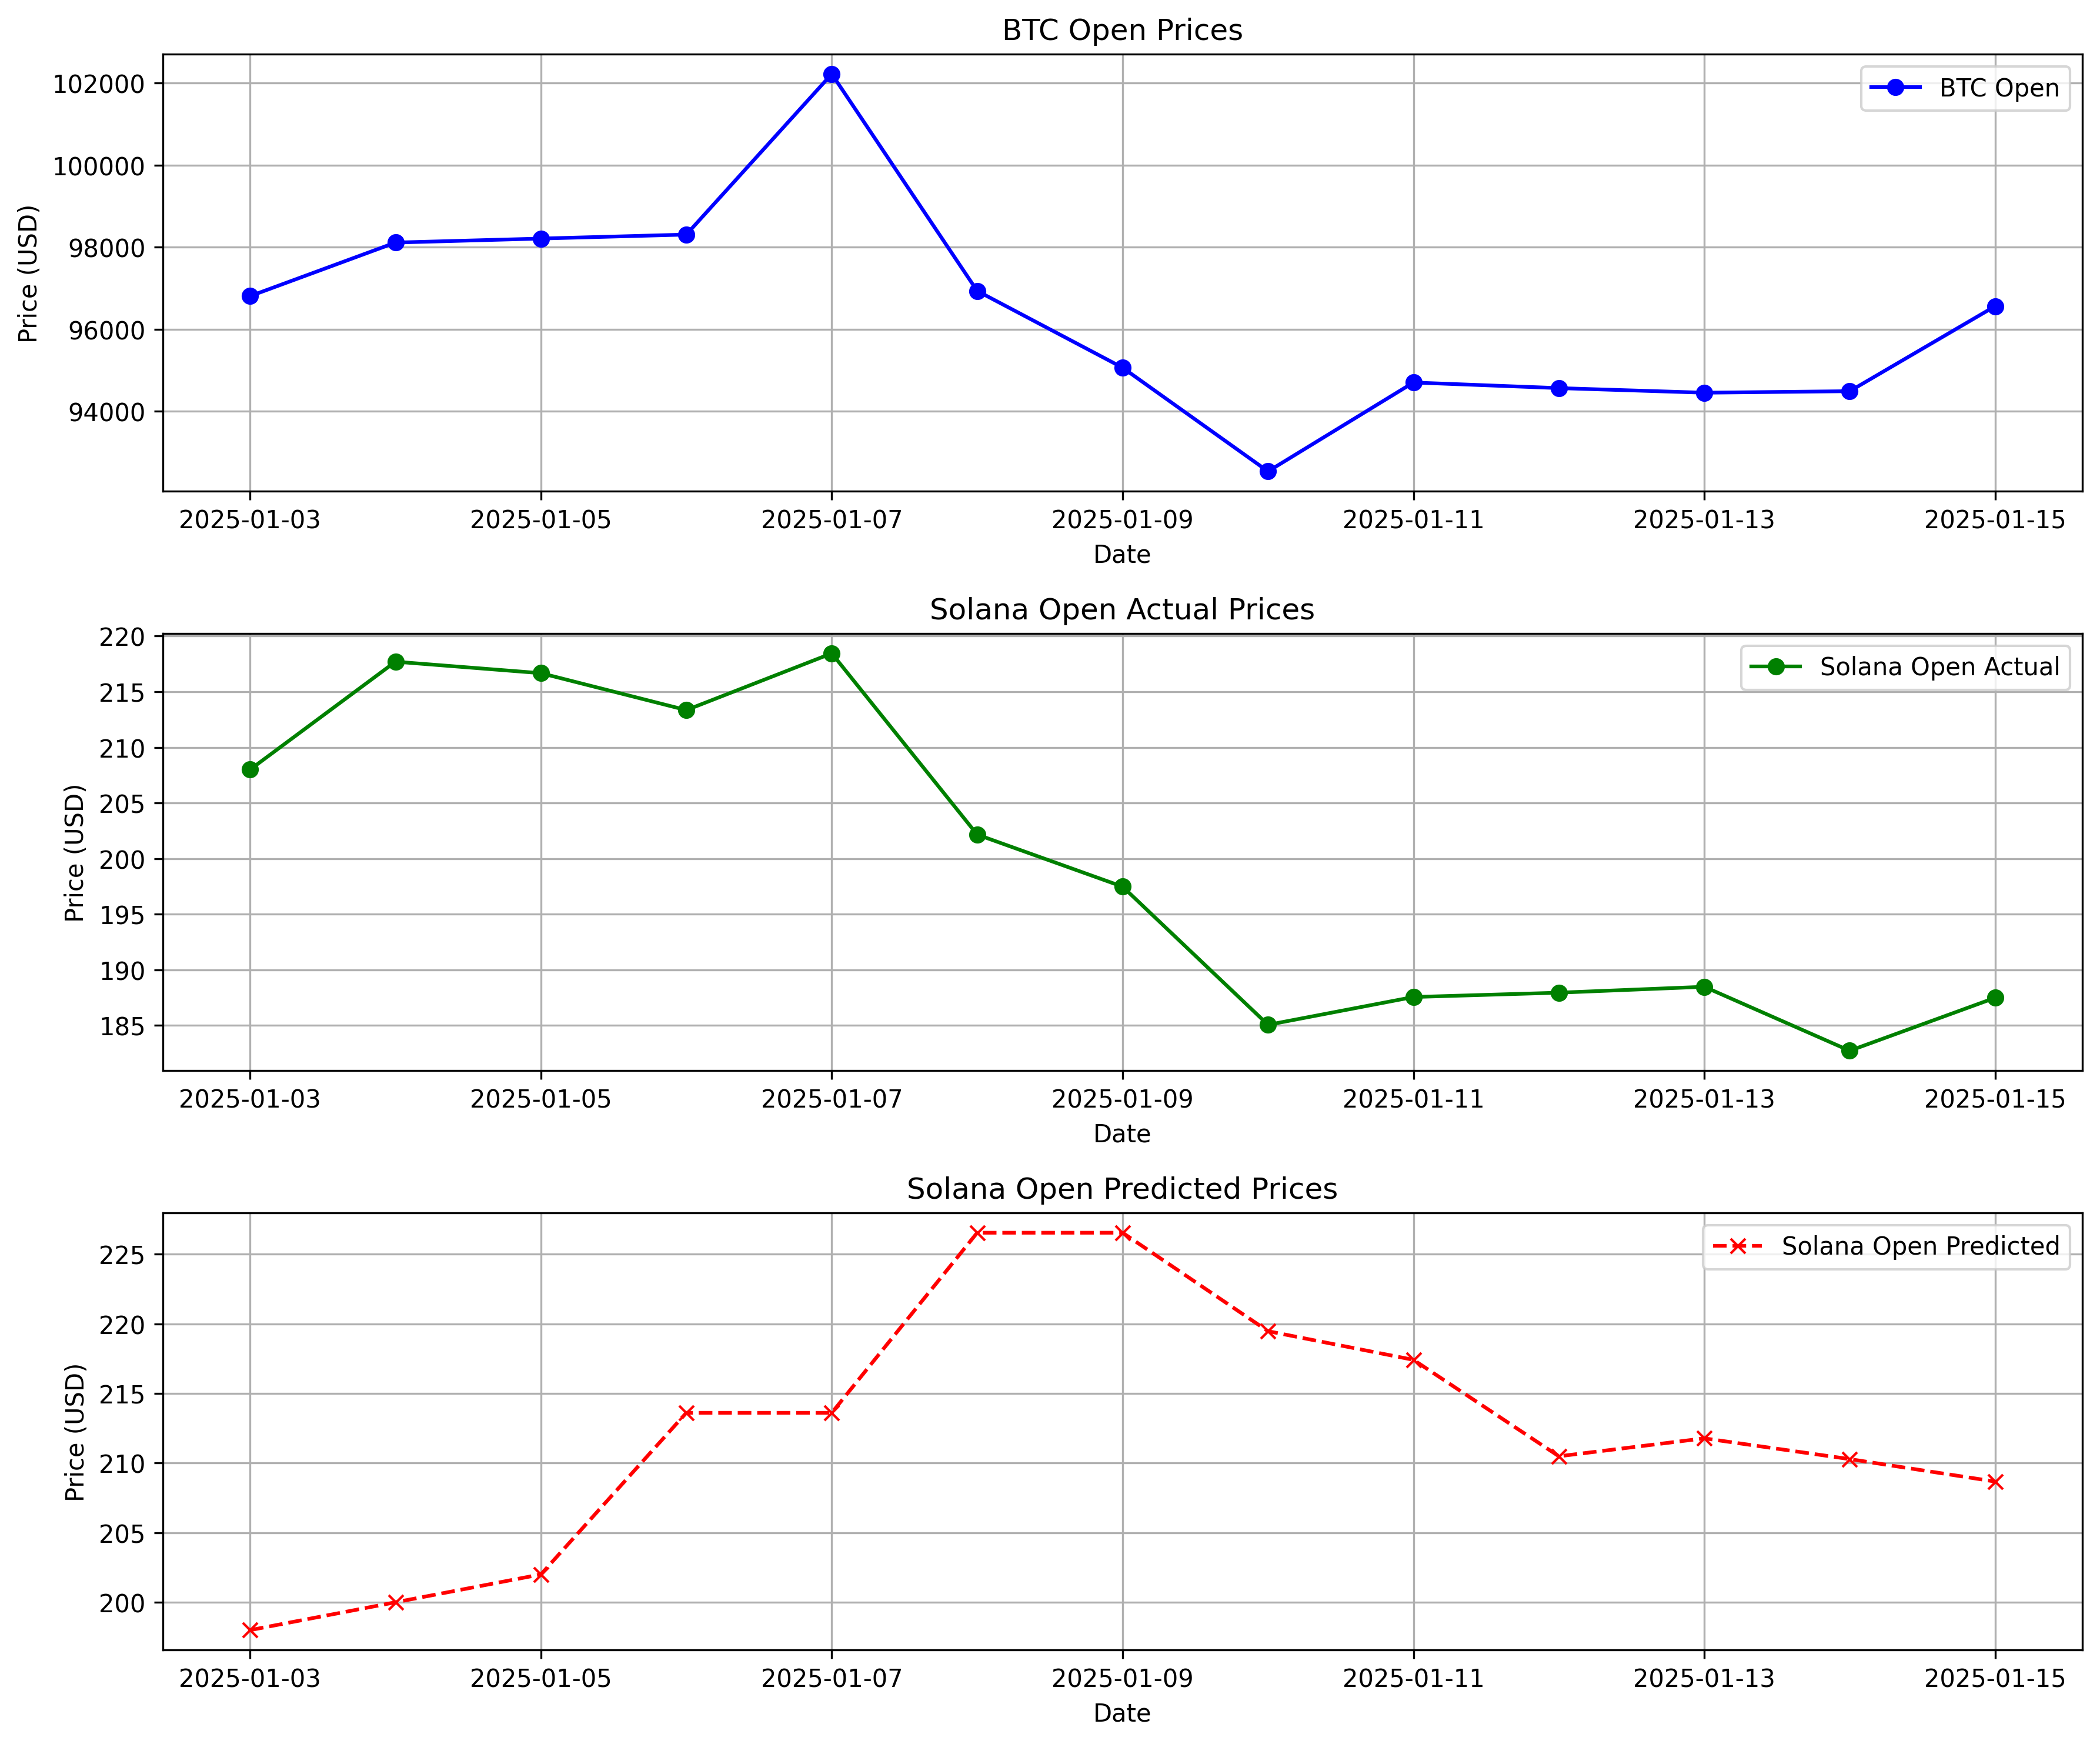 BTC Open Prices
BTC Open
102000
100000
98000
96000
94000
Price (USD)
2025-01-03 2025-01-05 2025-01-07 2025-01-09 2025-01-11 2025-01-13 2025-01-15
Date
Solana Open Actual Prices
Solana Open Actual
220
215
210
205
200
195
190
185
Price (USD)
2025-01-03 2025-01-05 2025-01-07 2025-01-09 2025-01-11 2025-01-13 2025-01-15
Date
Solana Open Predicted Prices
Solana Open Predicted
225
220
215
210
205
200
Price (USD)
2025-01-03 2025-01-05 2025-01-07 2025-01-09 2025-01-11 2025-01-13 2025-01-15
Date